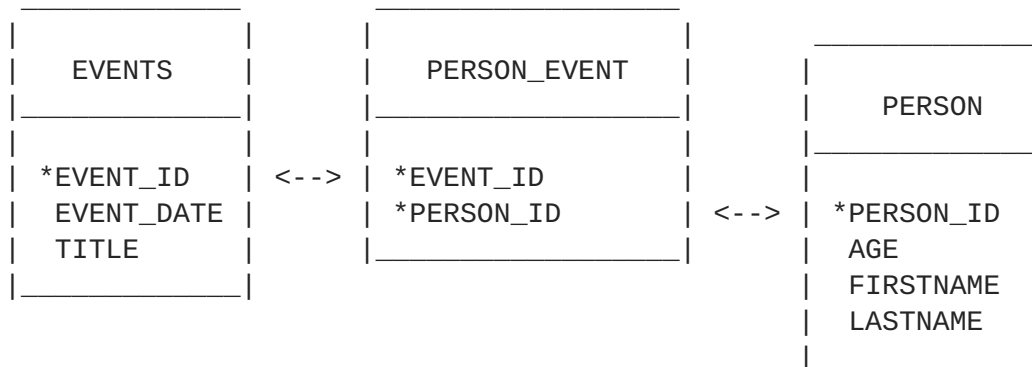 EVENTS
PERSON_EVENT
PERSON
*EVENT_ID <--> *EVENT_ID
EVENT_DATE *PERSON_ID <--> *PERSON_ID
TITLE AGE
FIRSTNAME
LASTNAME